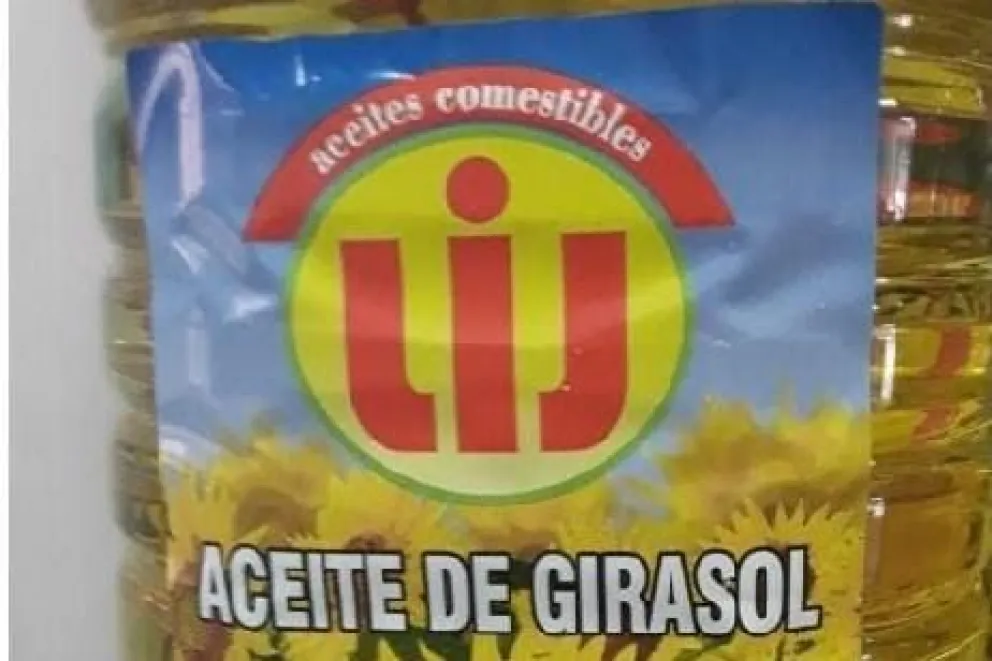 aceites comestibles
LiJ
ACEITE DE GIRASOL